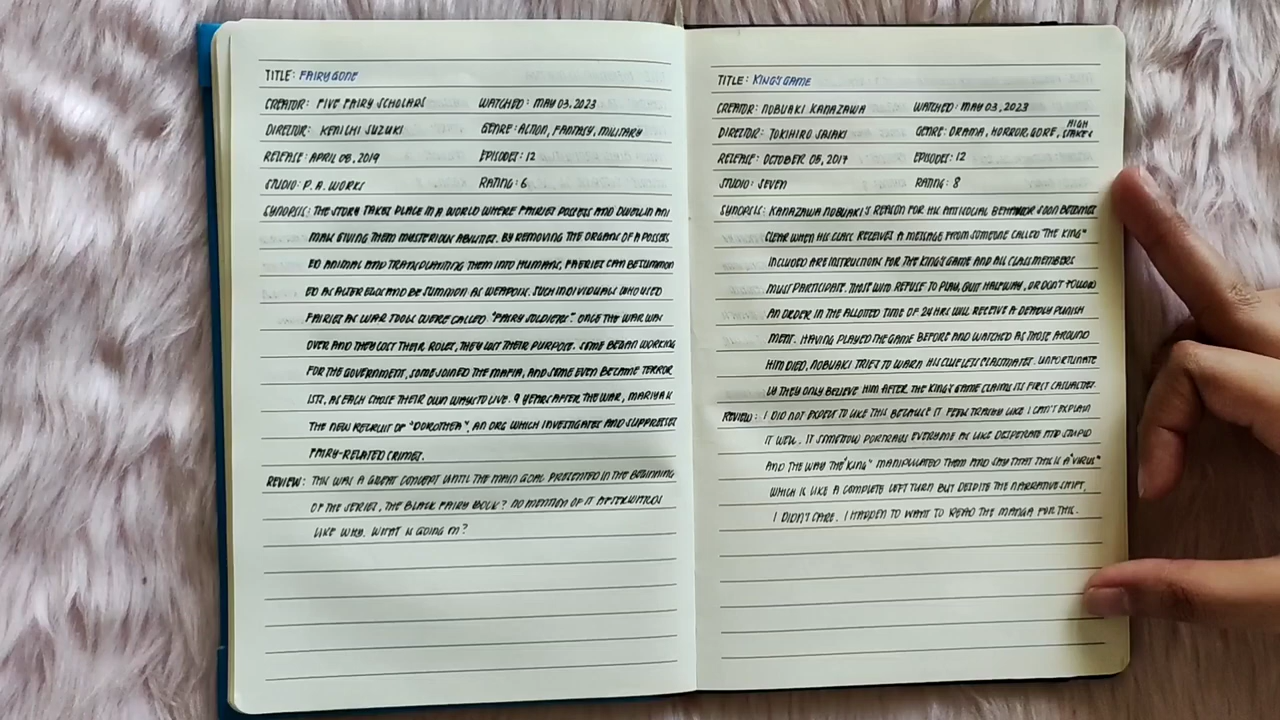 TITLE: FAIRY GONE
CREATOR: FIVE FAIRY SCHOLARS WATCHED: MAY 03, 2023
DIRECTOR: KENICHI SUZUKI GENRE: ACTION, FANTASY, MILITARY
RELEASE: APRIL 08, 2019 EPISODES: 12
STUDIO: P.A. WORKS RATING: 6
SYNOPSIS: THE STORY TAKES PLACE IN A WORLD WHERE FAIRIES POSSESS AND DWELL IN ANI
MALS GIVING THEM MYSTERIOUS ABILITIES. BY REMOVING THE ORGANS OF A POSSESS
ED ANIMAL AND TRANSPLANTING THEM INTO HUMANS, FAERIES CAN BE SUMMON
ED AS ALTER EGOS AND BE SUMMON AS WEAPONS. SUCH INDIVIDUALS WHO USED
FAIRIES AS WAR TOOLS WERE CALLED "FAIRY SOLDIERS". ONCE THE WAR WAS
OVER AND THEY LOST THEIR ROLES, THEY LOST THEIR PURPOSE. SOME BEGAN WORKING
FOR THE GOVERNMENT, SOME JOINED THE MAFIA, AND SOME EVEN BECAME TERROR
ISTS, AS EACH CHOSE THEIR OWN WAYS TO LIVE. 9 YEARS AFTER THE WAR, MARIYA IS
THE NEW RECRUIT OF "DOROTHEA", AN ORG WHICH INVESTIGATES AND SUPPRESSES
FAIRY-RELATED CRIMES.
REVIEW: THIS WAS A GREAT CONCEPT UNTIL THE MAIN GOAL PRESENTED IN THE BEGINNING
OF THE SERIES, THE BLACK FAIRY BOOK? NO MENTION OF IT AFTERWARDS
LIKE WHY. WHAT IS GOING ON?
TITLE: KING'S GAME
CREATOR: NOBUAKI KANAZAWA WATCHED: MAY 03, 2023
DIRECTOR: TOKIHIRO SASAKI GENRE: DRAMA, HORROR, GORE, HIGH STAKES
RELEASE: OCTOBER 05, 2017 EPISODES: 12
STUDIO: SEVEN RATING: 8
SYNOPSIS: KANAZAWA NOBUAKI'S REASON FOR HIS ANTISOCIAL BEHAVIOR SOON BECOMES
CLEAR WHEN HIS CLASS RECEIVES A MESSAGE FROM SOMEONE CALLED "THE KING"
INCLUDED ARE INSTRUCTIONS FOR THE KING'S GAME AND ALL CLASS MEMBERS
MUST PARTICIPATE. THOSE WHO REFUSE TO PLAY, QUIT HALFWAY, OR DON'T FOLLOW
AN ORDER IN THE ALLOTTED TIME OF 24 HRS WILL RECEIVE A DEADLY PUNISH
MENT. HAVING PLAYED THE GAME BEFORE AND WATCHED AS THOSE AROUND
HIM DIED, NOBUAKI TRIES TO WARN HIS CLUELESS CLASSMATES. UNFORTUNATE
LY THEY ONLY BELIEVE HIM AFTER THE KING'S GAME CLAIMS ITS FIRST CASUALTIES.
REVIEW: I DID NOT EXPECT TO LIKE THIS BECAUSE IT FEELS TRASHY LIKE I CAN'T EXPLAIN
IT WELL. IT SOMEHOW PORTRAYS EVERYONE AS LIKE DESPERATE AND STUPID
AND THE WAY THE "KING" MANIPULATED THEM AND SAY THAT THIS IS A "VIRUS"
WHICH IS LIKE A COMPLETE LEFT TURN BUT DESPITE THE NARRATIVE SHIFT,
I DIDN'T CARE. I HAPPEN TO WANT TO READ THE MANGA FOR THIS.